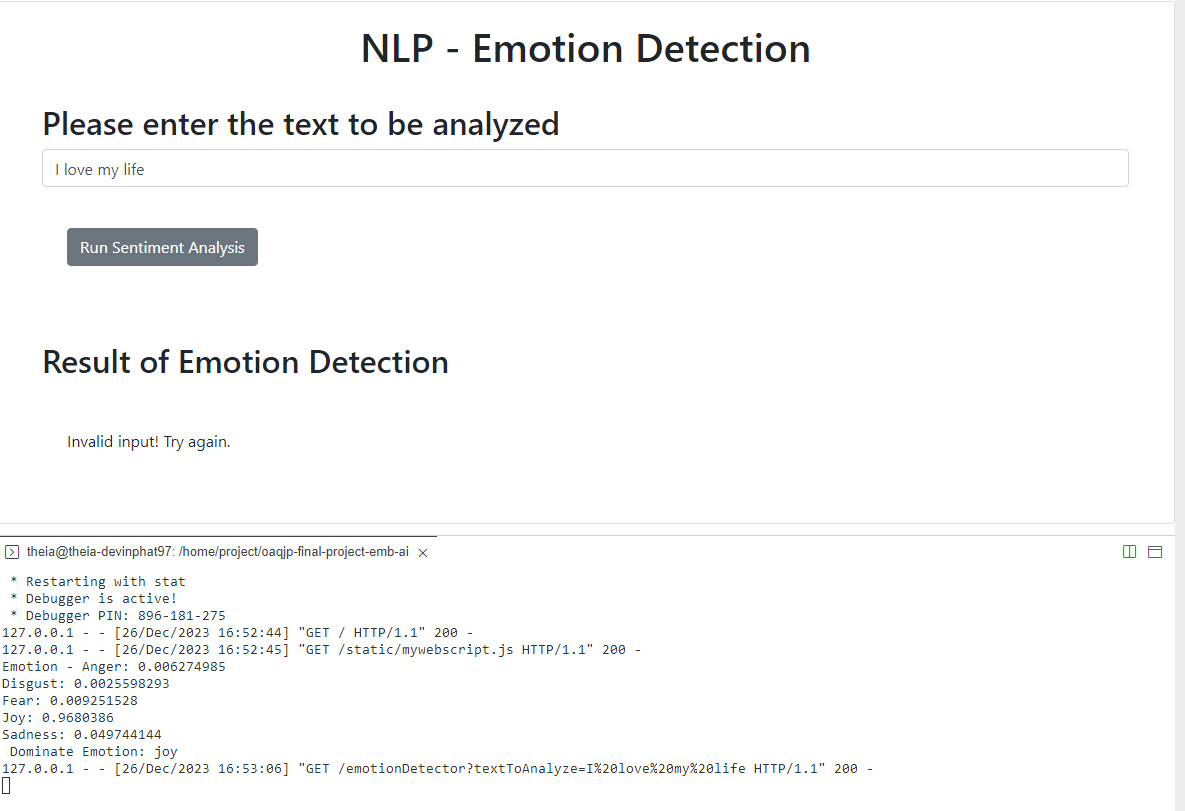 NLP - Emotion Detection
Please enter the text to be analyzed
I love my life
Run Sentiment Analysis
Result of Emotion Detection
Invalid input! Try again.
theia@theia-devinphat97: /home/project/oaqjp-final-project-emb-ai
* Restarting with stat
* Debugger is active!
* Debugger PIN: 896-181-275
127.0.0.1 - - [26/Dec/2023 16:52:44] "GET / HTTP/1.1" 200 -
127.0.0.1 - - [26/Dec/2023 16:52:45] "GET /static/mywebscript.js HTTP/1.1" 200 -
Emotion - Anger: 0.006274985
Disgust: 0.0025598293
Fear: 0.009251528
Joy: 0.9680386
Sadness: 0.049744144
Dominate Emotion: joy
127.0.0.1 - - [26/Dec/2023 16:53:06] "GET /emotionDetector?textToAnalyze=I%20love%20my%20life HTTP/1.1" 200 -